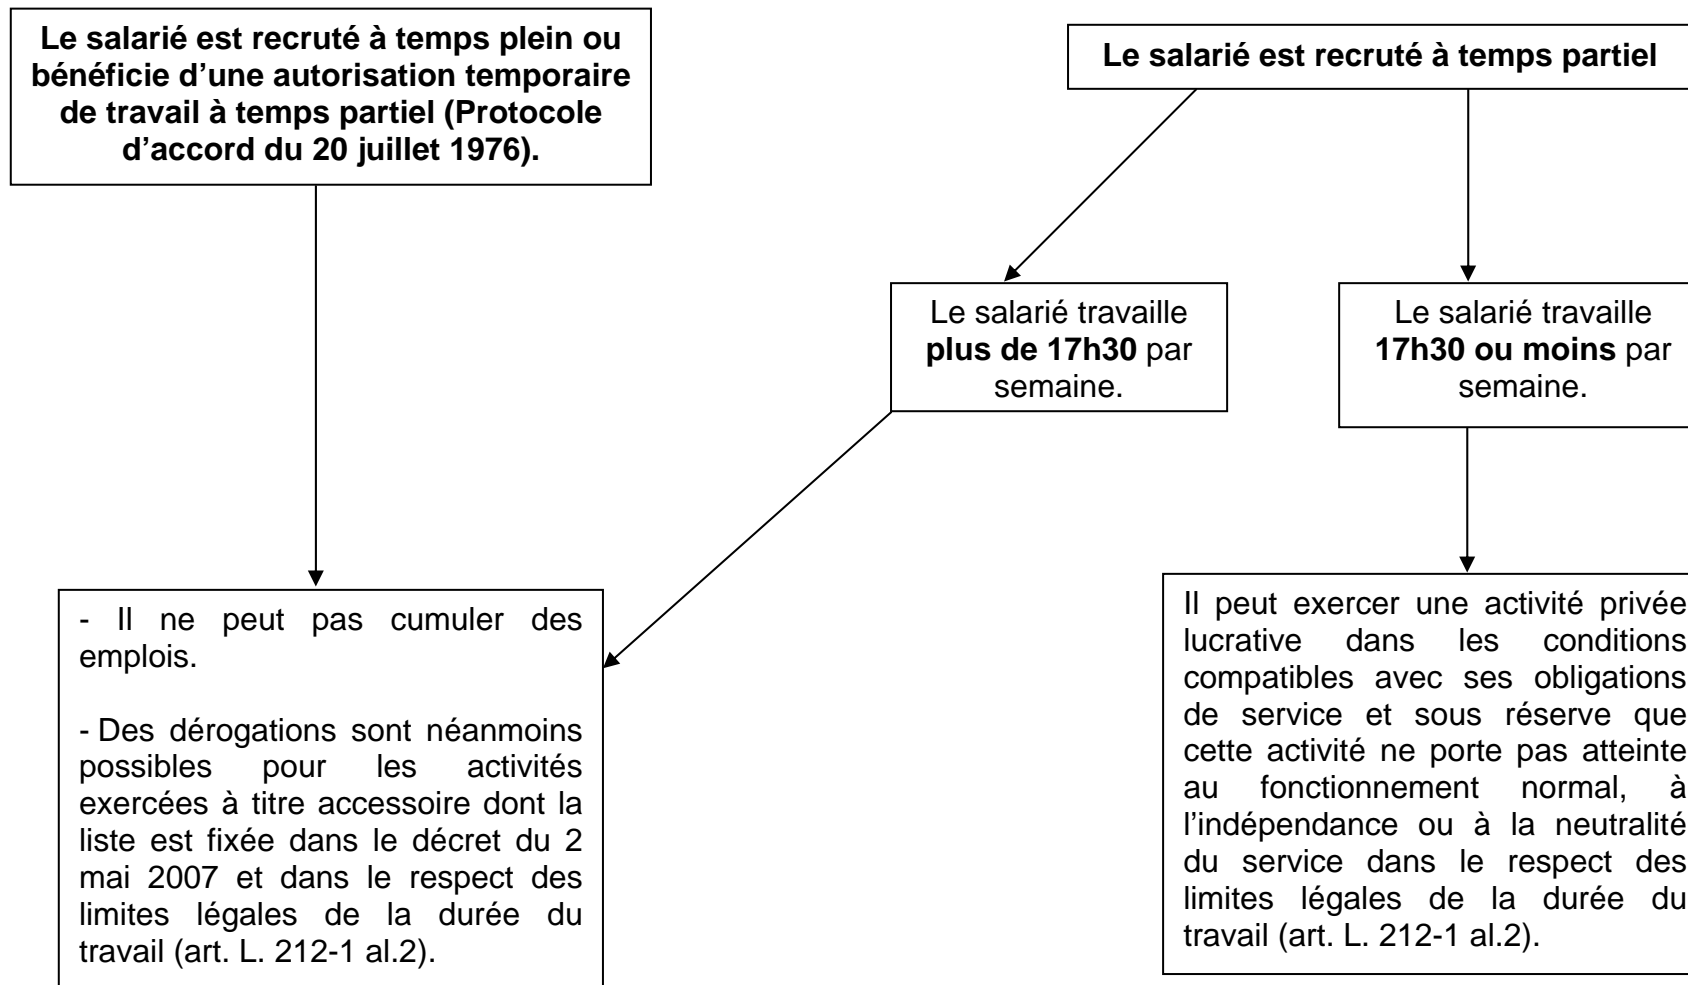 Le salarié est recruté à temps plein ou
bénéficie d'une autorisation temporaire
de travail à temps partiel (Protocole
d'accord du 20 juillet 1976).
Le salarié est recruté à temps partiel
Le salarié travaille
plus de 17h30 par
semaine.
Le salarié travaille
17h30 ou moins par
semaine.
- Il ne peut pas cumuler des
emplois.
- Des dérogations sont néanmoins
possibles pour les activités
exercées à titre accessoire dont la
liste est fixée dans le décret du 2
mai 2007 et dans le respect des
limites légales de la durée du
travail (art. L. 212-1 al.2).
Il peut exercer une activité privée
lucrative dans les conditions
compatibles avec ses obligations
de service et sous réserve que
cette activité ne porte pas atteinte
au fonctionnement normal, à
l'indépendance ou à la neutralité
du service dans le respect des
limites légales de la durée du
travail (art. L. 212-1 al.2).